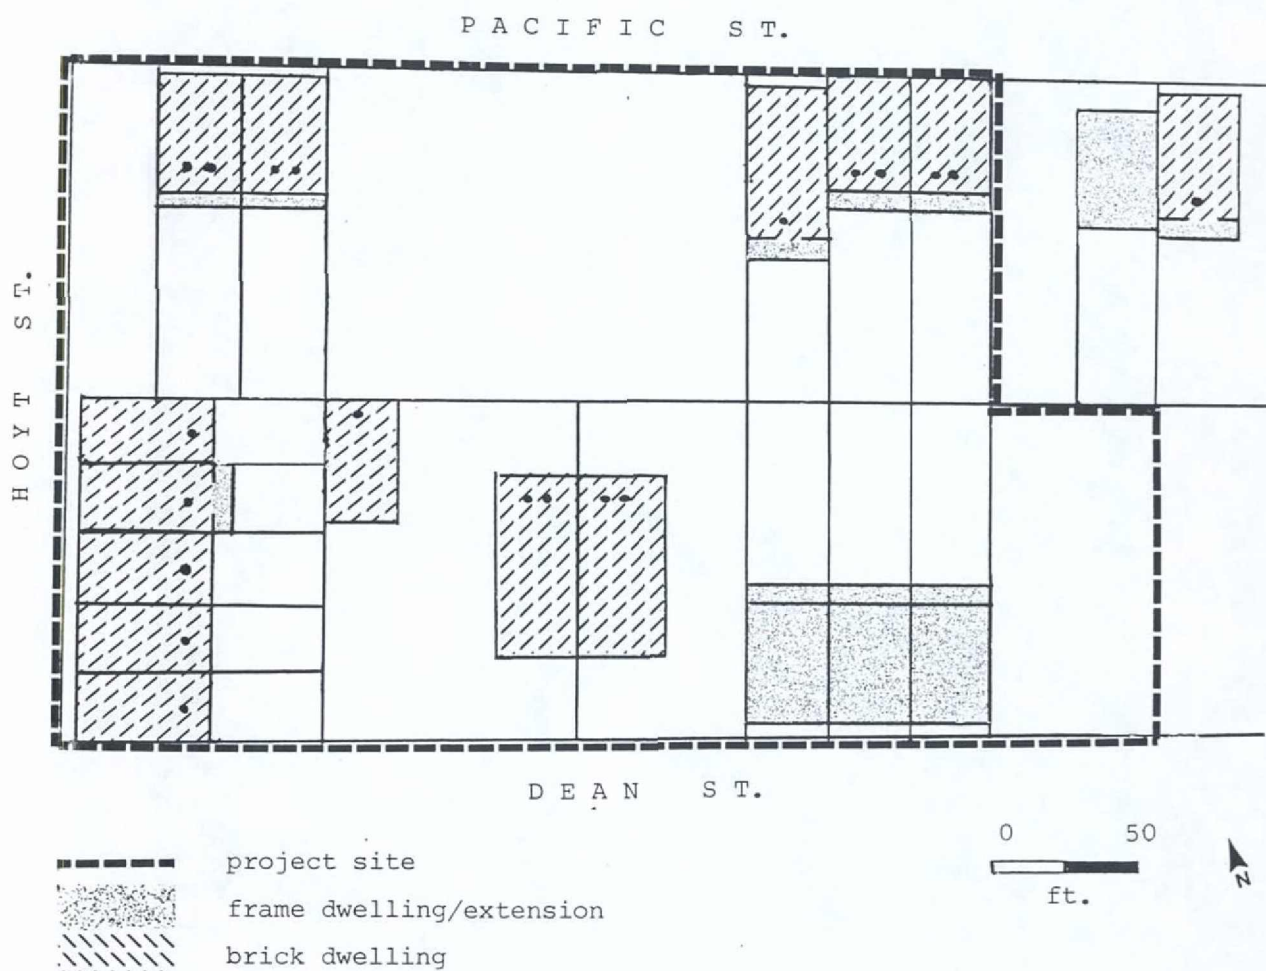 PACIFIC ST.
HOYT ST.
DEAN ST.
0 50
ft.
N
project site
frame dwelling/extension
brick dwelling